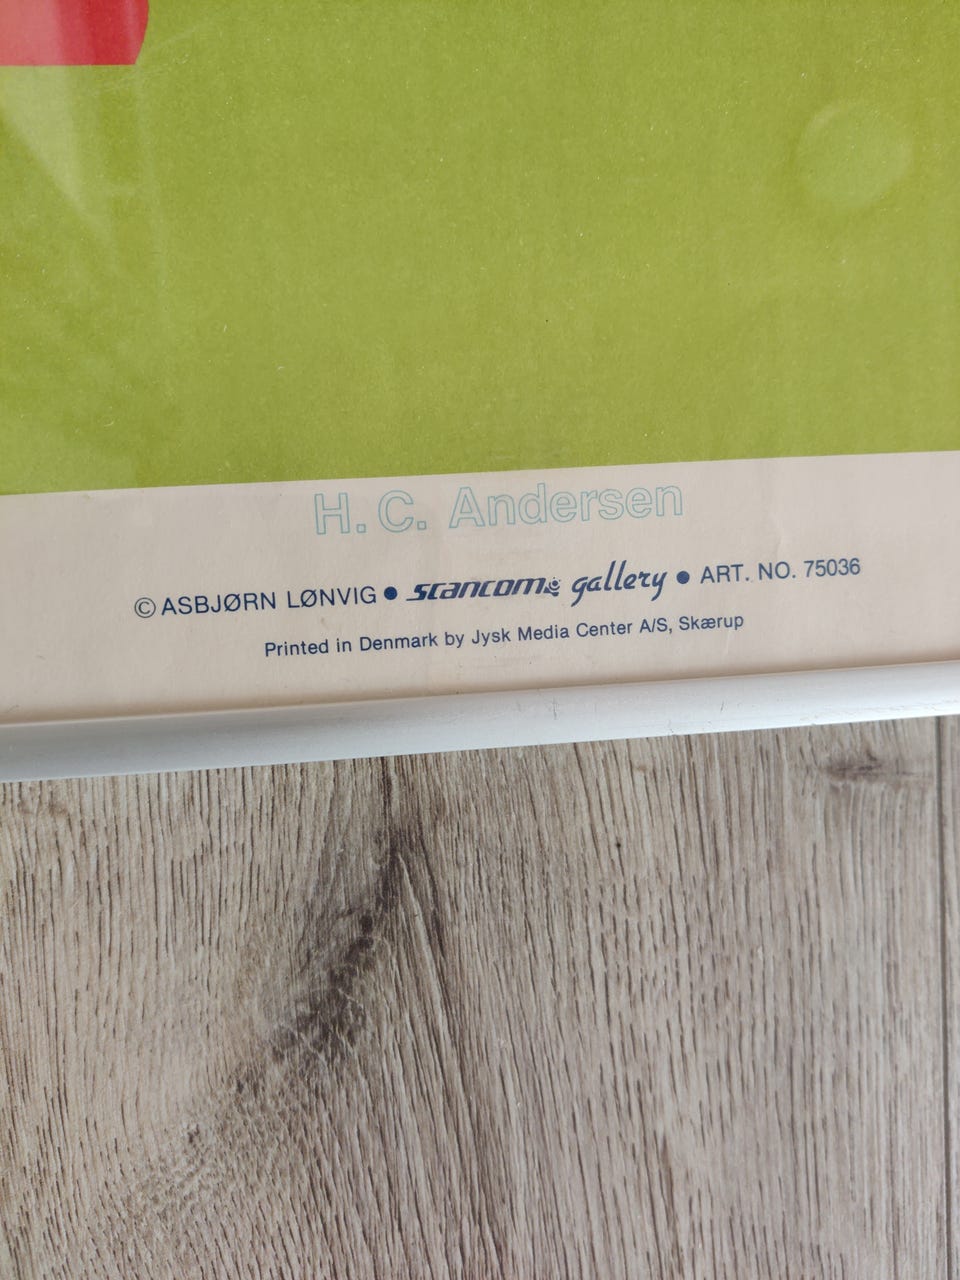 H. C. Andersen
© ASBJØRN LØNVIG ● scancom gallery ● ART. NO. 75036
Printed in Denmark by Jysk Media Center A/S, Skærup